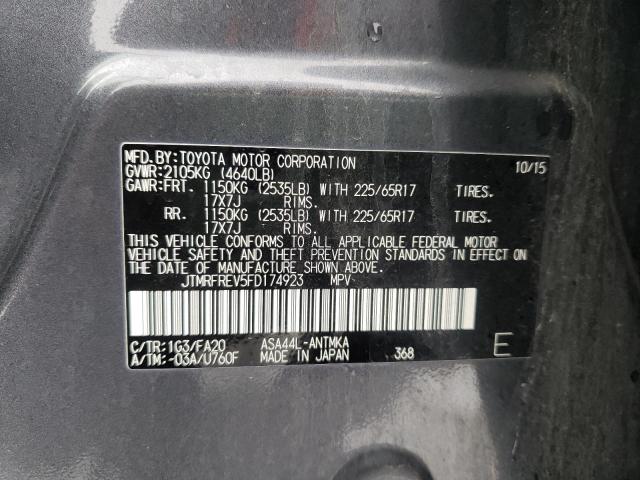 MFD.BY:TOYOTA MOTOR CORPORATION 10/15
GVWR:2105KG (4640LB)
GAWR:FRT. 1150KG (2535LB) WITH 225/65R17 TIRES.
17X7J RIMS.
RR. 1150KG (2535LB) WITH 225/65R17 TIRES.
17X7J RIMS.
THIS VEHICLE CONFORMS TO ALL APPLICABLE FEDERAL MOTOR
VEHICLE SAFETY AND THEFT PREVENTION STANDARDS IN EFFECT ON
THE DATE OF MANUFACTURE SHOWN ABOVE.
JTMRFREV5FD174923 MPV
C/TR:1G3/FA20 ASA44L-ANTMKA
A/TM:-03A/U760F MADE IN JAPAN 368 E